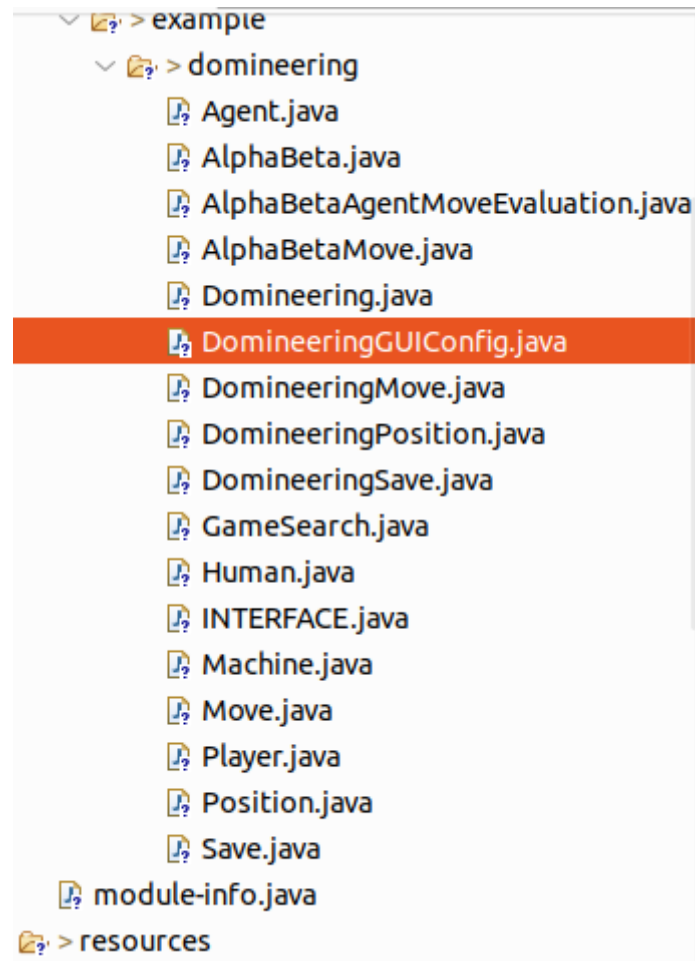 > example
> domineering
Agent.java
AlphaBeta.java
AlphaBetaAgentMoveEvaluation.java
AlphaBetaMove.java
Domineering.java
DomineeringGUIConfig.java
DomineeringMove.java
DomineeringPosition.java
DomineeringSave.java
GameSearch.java
Human.java
INTERFACE.java
Machine.java
Move.java
Player.java
Position.java
Save.java
module-info.java
> resources